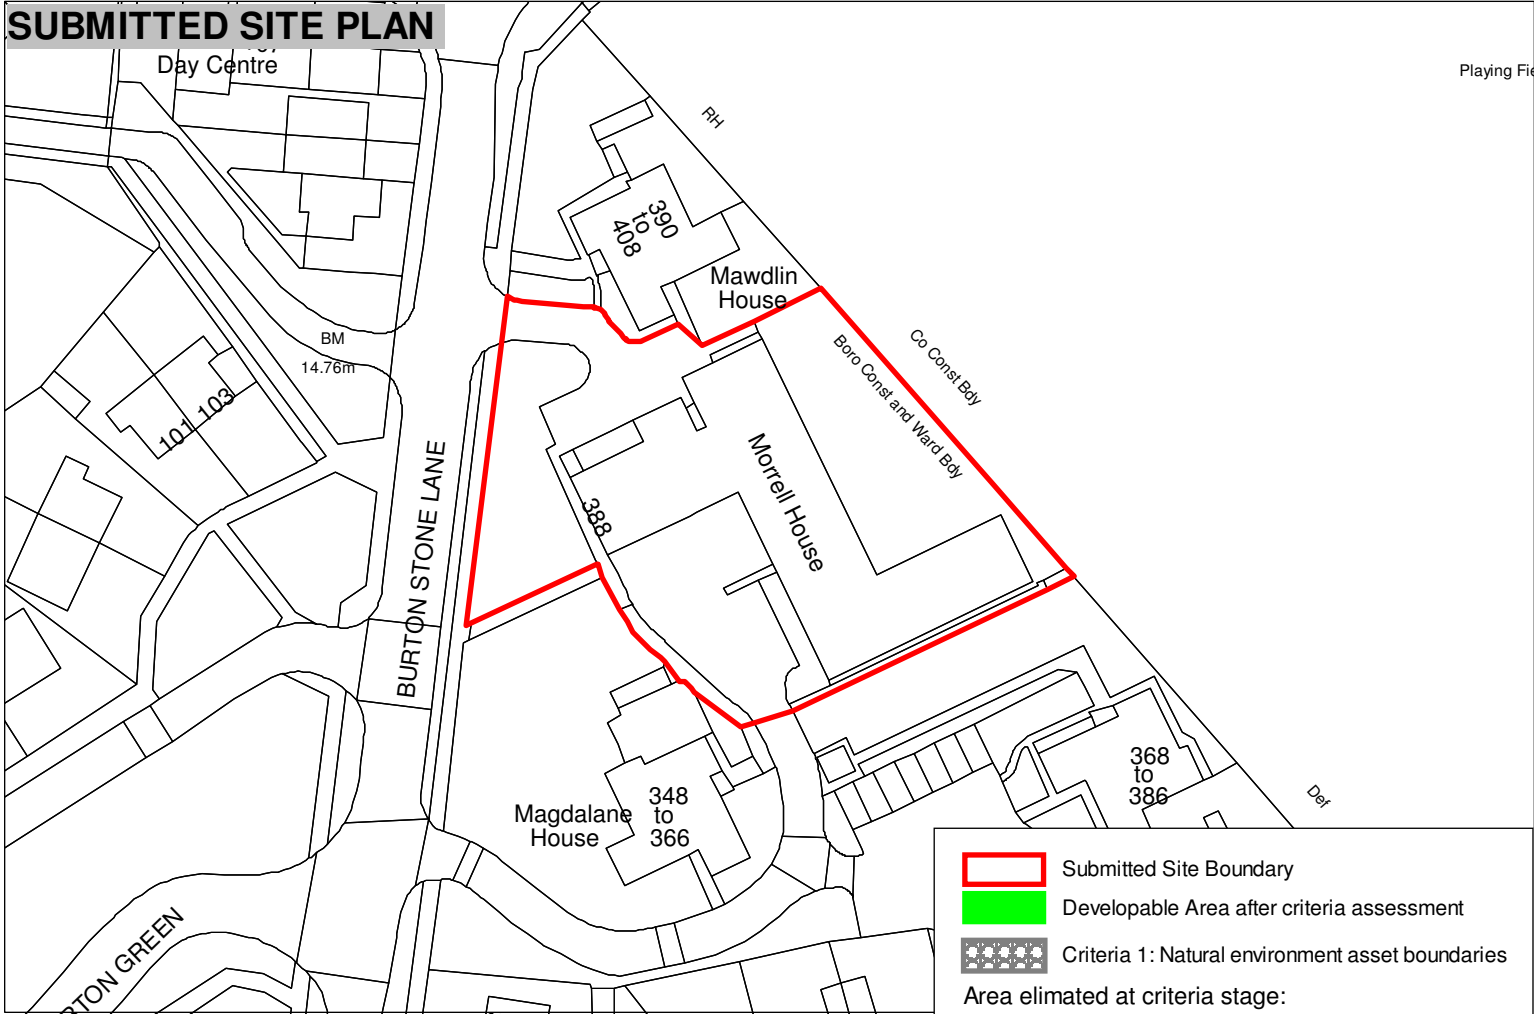 SUBMITTED SITE PLAN
Day Centre
Playing Fie
RH
390
to
408
Mawdlin
House
BM
14.76m
Co Const Bdy
Boro Const and Ward Bdy
101 103
BURTON STONE LANE
388
Morrell House
348
to
366
Magdalane
House
368
to
386
Def
RTON GREEN
Submitted Site Boundary
Developable Area after criteria assessment
Criteria 1: Natural environment asset boundaries
Area elimated at criteria stage: